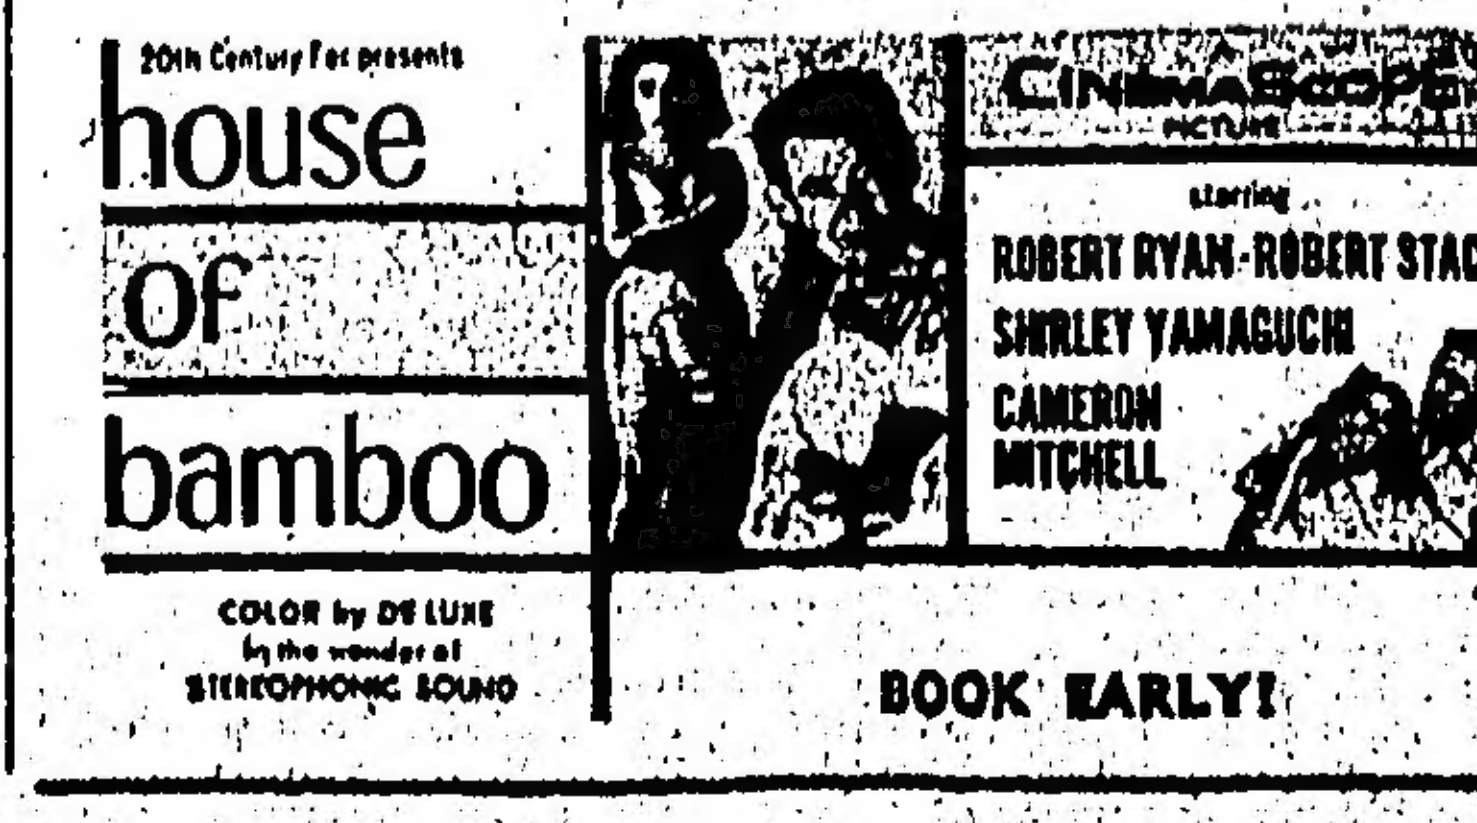 20th Century Fox presents
house
of
bamboo
COLOR by DE LUXE
in the wonder of
STEREOPHONIC SOUND
CINEMASCOPE
PICTURE
starring
ROBERT RYAN-ROBERT STAC
SHIRLEY YAMAGUCHI
CAMERON
MITCHELL
BOOK EARLY!